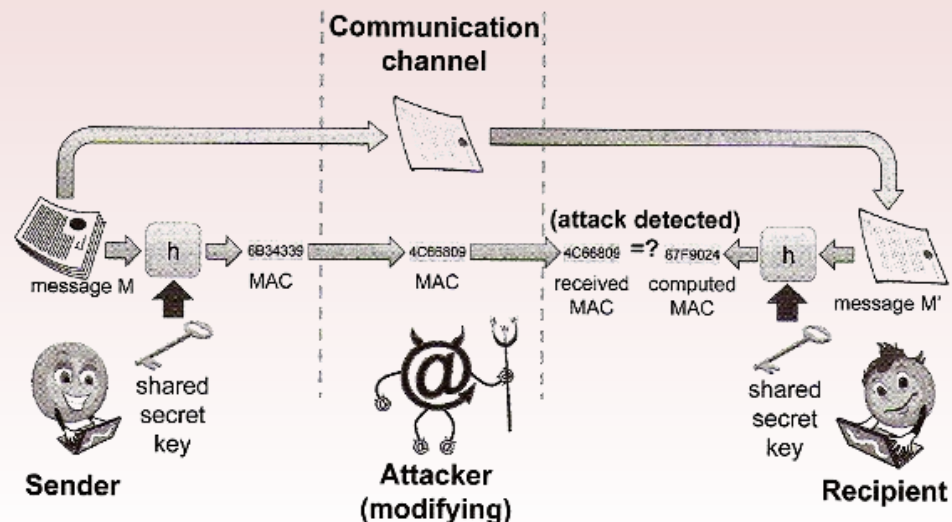 Communication
channel
(attack detected)
h
6B34339
4C66809
4C66809
=?
87F9024
h
message M
MAC
MAC
received
MAC
computed
MAC
message M'
shared
secret
key
@
shared
secret
key
Sender
Attacker
(modifying)
Recipient